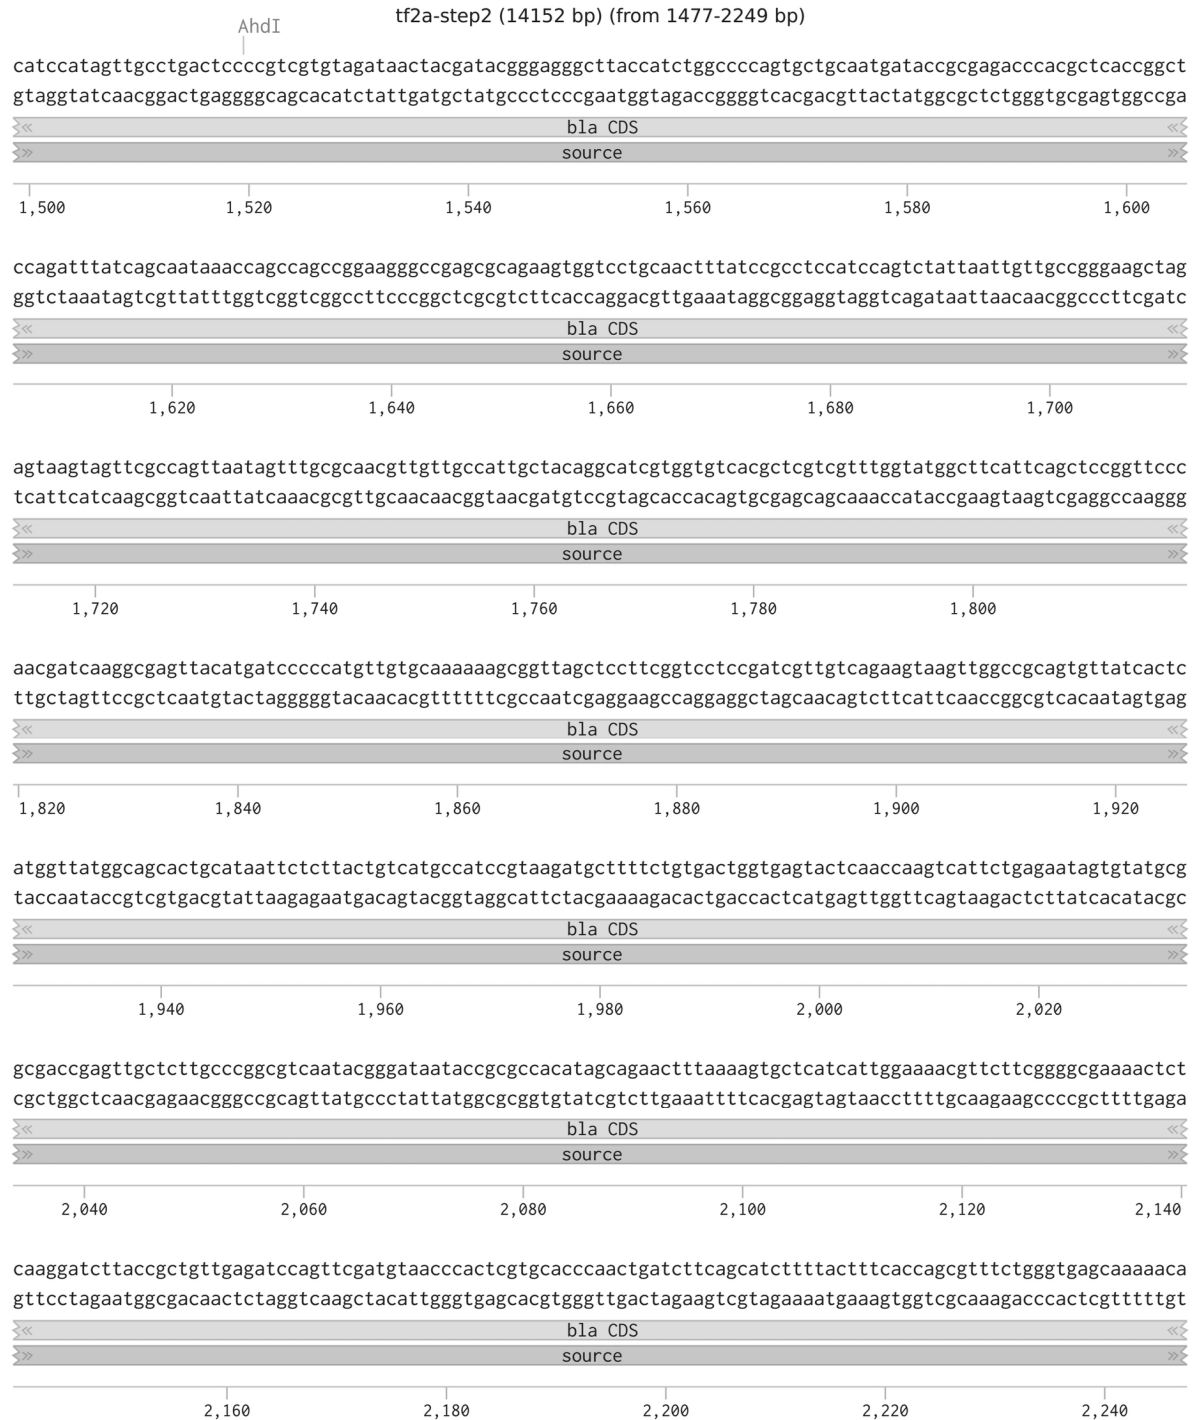 tf2a-step2 (14152 bp) (from 1477-2249 bp)
AhdI
catccatagttgcctgactccccgtcgtgtagataactacgatacgggagggcttaccatctggccccagtgctgcaatgataccgcgagacccacgctcaccggct
gtaggtatcaacggactgaggggcagcacatctattgatgctatgccctcccgaatggtagaccggggtcacgacgttactatggcgctctgggtgcgagtggccga
bla CDS
source
1,500 1,520 1,540 1,560 1,580 1,600
ccagatttatcagcaataaaccagccagccggaagggccgagcgcagaagtggtcctgcaactttatccgcctccatccagtctattaattgttgccgggaagctag
ggtctaaatagtcgttatttggtcggtcggccttcccggctcgcgtcttcaccaggacgttgaaataggcggaggtaggtcagataattaacaacggcccttcgatc
bla CDS
source
1,620 1,640 1,660 1,680 1,700
agtaagtagttcgccagttaatagtttgcgcaacgttgttgccattgctacaggcatcgtggtgtcacgctcgtcgtttggtatggcttcattcagctccggttccc
tcattcatcaagcggtcaattatcaaacgcgttgcaacaacggtaacgatgtccgtagcaccacagtgcgagcagcaaaccataccgaagtaagtcgaggccaaggg
bla CDS
source
1,720 1,740 1,760 1,780 1,800
aacgatcaaggcgagttacatgatcccccatgttgtgcaaaaaagcggttagctccttcggtcctccgatcgttgtcagaagtaagttggccgcagtgttatcactc
ttgctagttccgctcaatgtactagggggtacaacacgttttttcgccaatcgaggaagccaggaggctagcaacagtcttcattcaaccggcgtcacaatagtgag
bla CDS
source
1,820 1,840 1,860 1,880 1,900 1,920
atggttatggcagcactgcataattctcttactgtcatgccatccgtaagatgcttttctgtgactggtgagtactcaaccaagtcattctgagaatagtgtatgcg
taccaataccgtcgtgacgtattaagagaatgacagtacggtaggcattctacgaaaagacactgaccactcatgagttggttcagtaagactcttatcacatacgc
bla CDS
source
1,940 1,960 1,980 2,000 2,020
gcgaccgagttgctcttgcccggcgtcaatacgggataataccgcgccacatagcagaactttaaaagtgctcatcattggaaaacgttcttcggggcgaaaactct
cgctggctcaacgagaacgggccgcagttatgccctattatggcgcggtgtatcgtcttgaaattttcacgagtagtaaccttttgcaagaagccccgcttttgaga
bla CDS
source
2,040 2,060 2,080 2,100 2,120 2,140
caaggatcttaccgctgttgagatccagttcgatgtaacccactcgtgcacccaactgatcttcagcatcttttactttcaccagcgtttctgggtgagcaaaaaca
gttcctagaatggcgacaactctaggtcaagctacattgggtgagcacgtgggttgactagaagtcgtagaaaatgaaagtggtcgcaaagacccactcgtttttgt
bla CDS
source
2,160 2,180 2,200 2,220 2,240